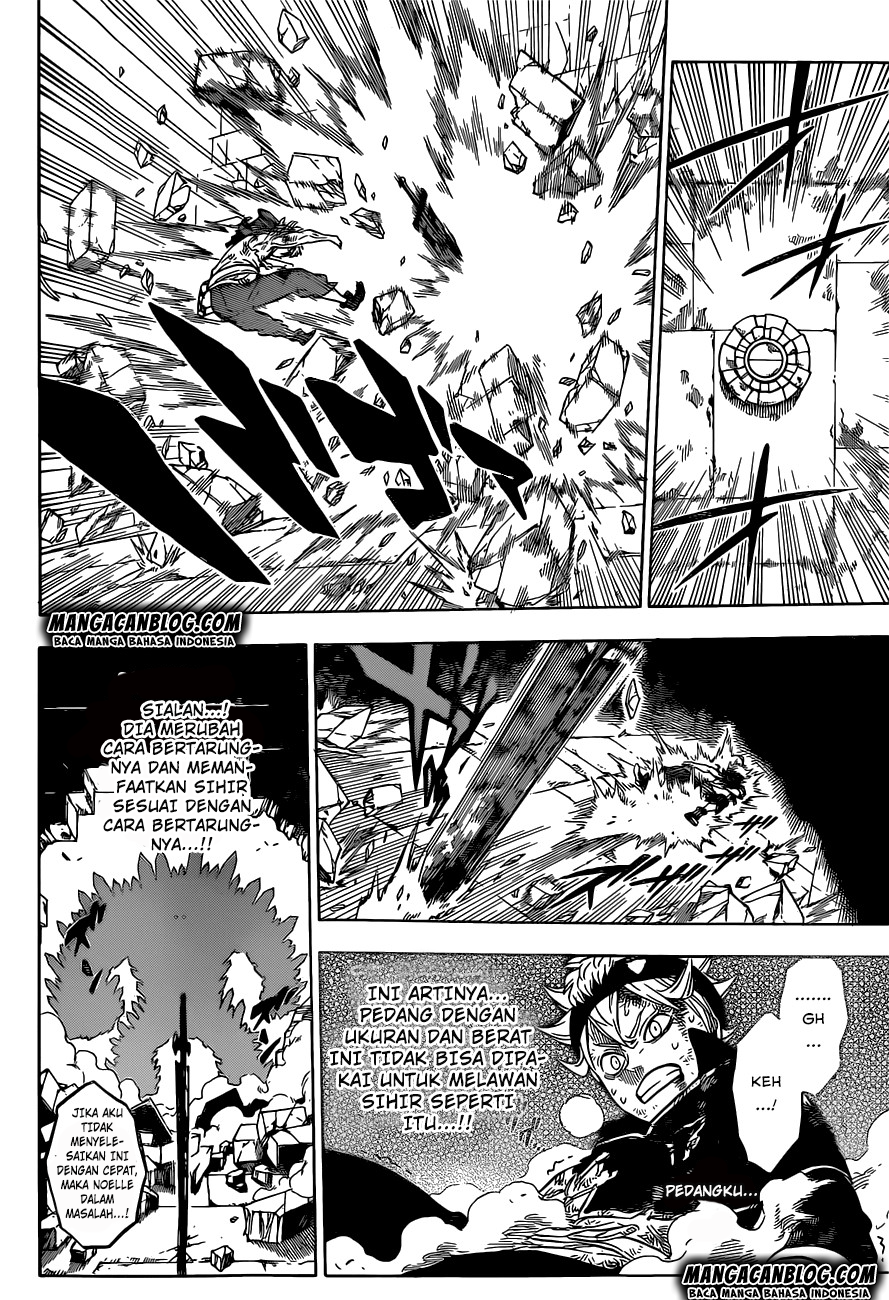 MANGACANBLOG.COM
BACA MANGA BAHASA INDONESIA
........
GH
...
KEH
...!
PEDANGKU...
INI ARTINYA...
PEDANG DENGAN
UKURAN DAN BERAT
INI TIDAK BISA DIPA-
KAI UNTUK MELAWAN
SIHIR SEPERTI
ITU...!!
SIALAN...!
DIA MERUBAH
CARA BERTARUNG-
NYA DAN MEMAN-
FAATKAN SIHIR
SESUAI DENGAN
CARA BERTARUNG-
NYA...!!
JIKA AKU
TIDAK
MENYELE-
SAIKAN INI
DENGAN CEPAT,
MAKA NOELLE
DALAM
MASALAH...!
MANGACANBLOG.COM
BACA MANGA BAHASA INDONESIA